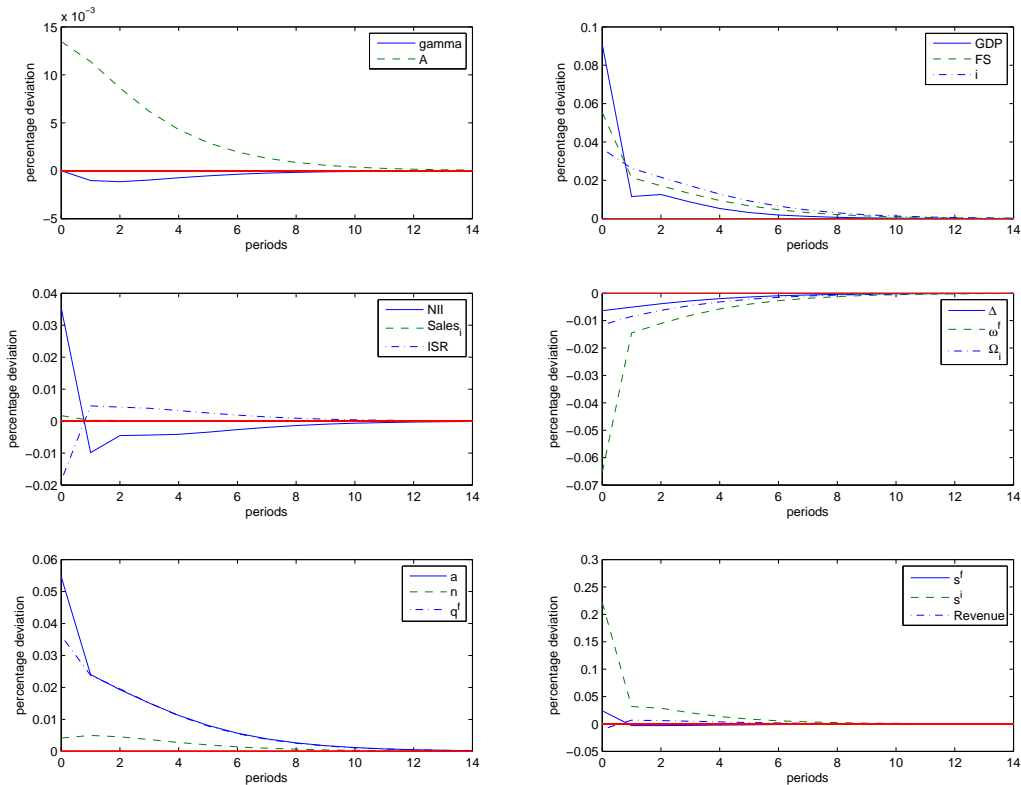 x 10⁻³
15
10
5
0
−5
0 2 4 6 8 10 12 14
periods
percentage deviation
gamma
A
0.1
0.08
0.06
0.04
0.02
0
0 2 4 6 8 10 12 14
periods
percentage deviation
GDP
FS
i
0.04
0.03
0.02
0.01
0
−0.01
−0.02
0 2 4 6 8 10 12 14
periods
percentage deviation
NII
Sales_i
ISR
0
−0.01
−0.02
−0.03
−0.04
−0.05
−0.06
−0.07
0 2 4 6 8 10 12 14
periods
percentage deviation
Δ
ω^f
Ω_i
0.06
0.05
0.04
0.03
0.02
0.01
0
0 2 4 6 8 10 12 14
periods
percentage deviation
a
n
q^f
0.3
0.25
0.2
0.15
0.1
0.05
0
−0.05
0 2 4 6 8 10 12 14
periods
percentage deviation
s^f
s^i
Revenue